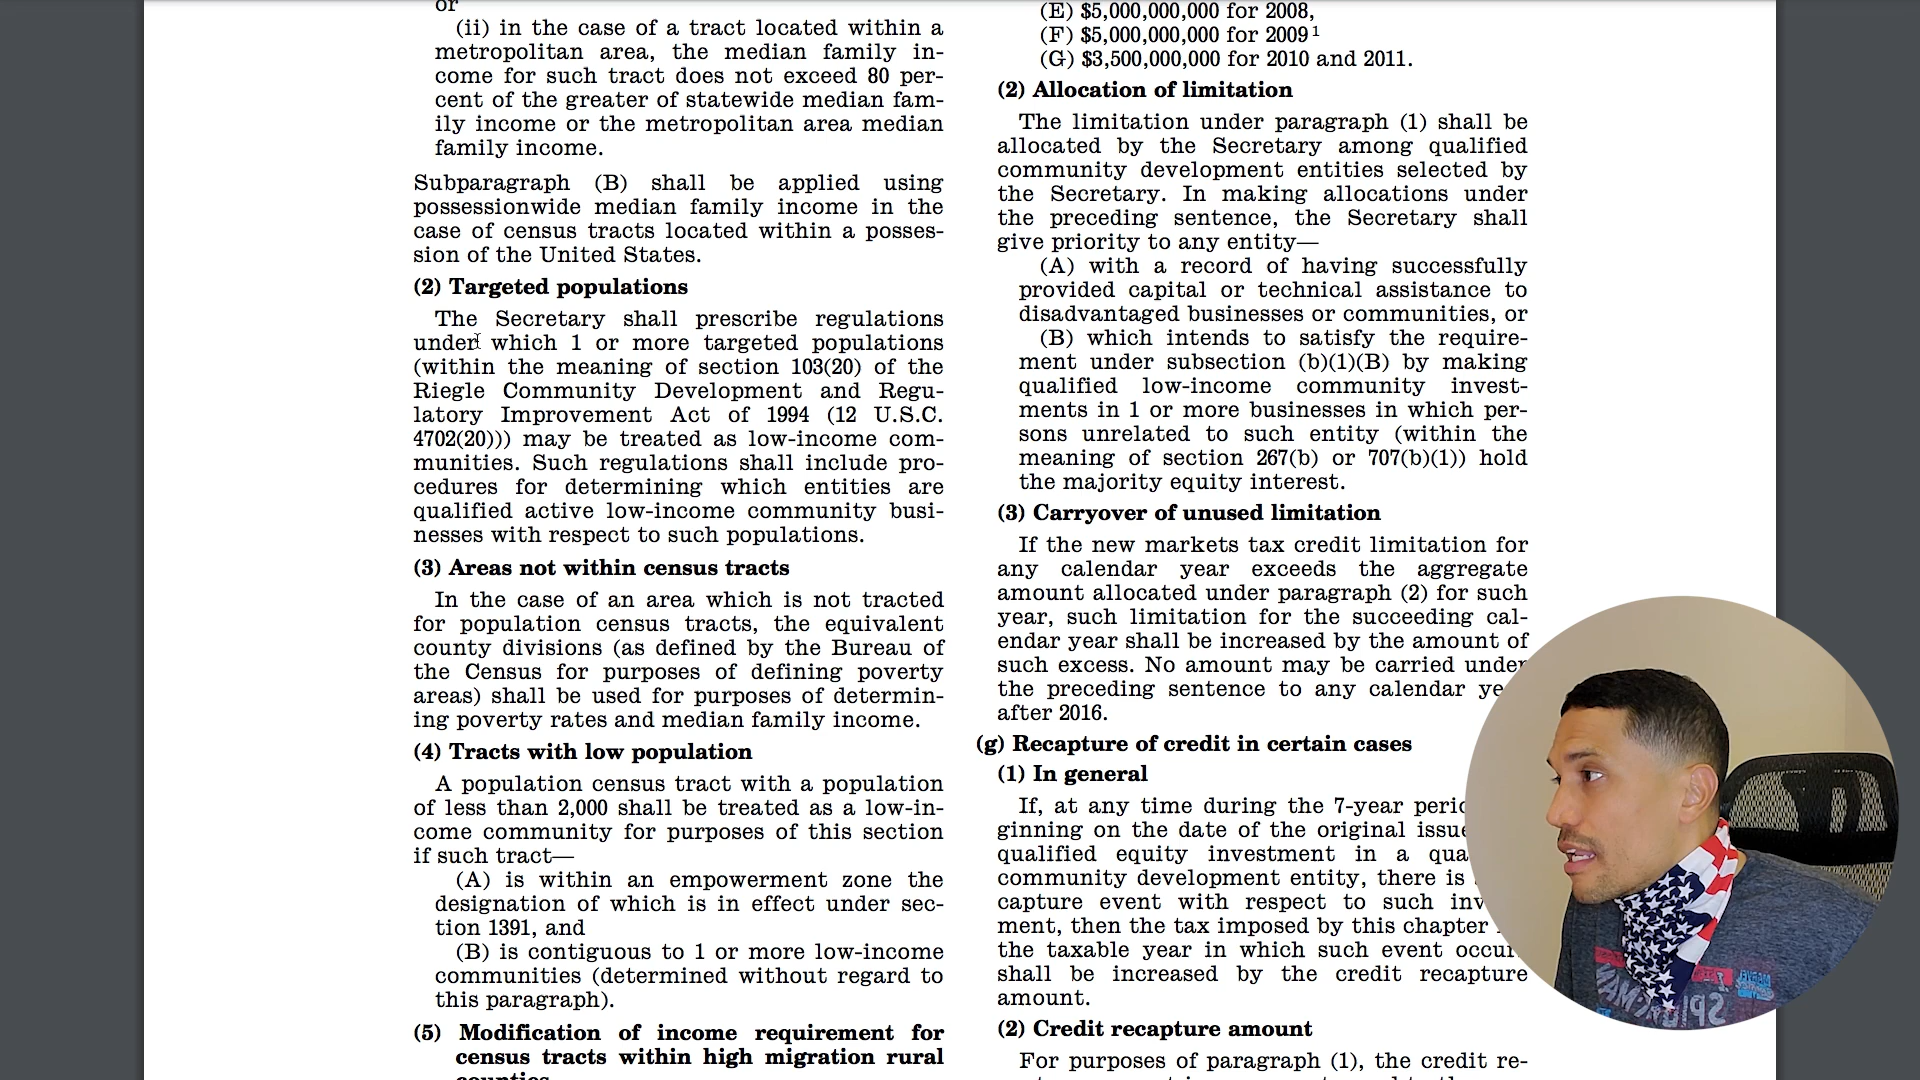 or
(ii) in the case of a tract located within a
metropolitan area, the median family in-
come for such tract does not exceed 80 per-
cent of the greater of statewide median fam-
ily income or the metropolitan area median
family income.
Subparagraph (B) shall be applied using
possessionwide median family income in the
case of census tracts located within a posses-
sion of the United States.
(2) Targeted populations
The Secretary shall prescribe regulations
under which 1 or more targeted populations
(within the meaning of section 103(20) of the
Riegle Community Development and Regu-
latory Improvement Act of 1994 (12 U.S.C.
4702(20))) may be treated as low-income com-
munities. Such regulations shall include pro-
cedures for determining which entities are
qualified active low-income community busi-
nesses with respect to such populations.
(3) Areas not within census tracts
In the case of an area which is not tracted
for population census tracts, the equivalent
county divisions (as defined by the Bureau of
the Census for purposes of defining poverty
areas) shall be used for purposes of determin-
ing poverty rates and median family income.
(4) Tracts with low population
A population census tract with a population
of less than 2,000 shall be treated as a low-in-
come community for purposes of this section
if such tract—
(A) is within an empowerment zone the
designation of which is in effect under sec-
tion 1391, and
(B) is contiguous to 1 or more low-income
communities (determined without regard to
this paragraph).
(5) Modification of income requirement for
census tracts within high migration rural
counties
(E) $5,000,000,000 for 2008,
(F) $5,000,000,000 for 2009 1
(G) $3,500,000,000 for 2010 and 2011.
(2) Allocation of limitation
The limitation under paragraph (1) shall be
allocated by the Secretary among qualified
community development entities selected by
the Secretary. In making allocations under
the preceding sentence, the Secretary shall
give priority to any entity—
(A) with a record of having successfully
provided capital or technical assistance to
disadvantaged businesses or communities, or
(B) which intends to satisfy the require-
ment under subsection (b)(1)(B) by making
qualified low-income community invest-
ments in 1 or more businesses in which per-
sons unrelated to such entity (within the
meaning of section 267(b) or 707(b)(1)) hold
the majority equity interest.
(3) Carryover of unused limitation
If the new markets tax credit limitation for
any calendar year exceeds the aggregate
amount allocated under paragraph (2) for such
year, such limitation for the succeeding cal-
endar year shall be increased by the amount of
such excess. No amount may be carried under
the preceding sentence to any calendar ye
after 2016.
(g) Recapture of credit in certain cases
(1) In general
If, at any time during the 7-year perio
ginning on the date of the original issue
qualified equity investment in a qua
community development entity, there is
capture event with respect to such inv
ment, then the tax imposed by this chapter
the taxable year in which such event occur
shall be increased by the credit recapture
amount.
(2) Credit recapture amount
For purposes of paragraph (1), the credit re-